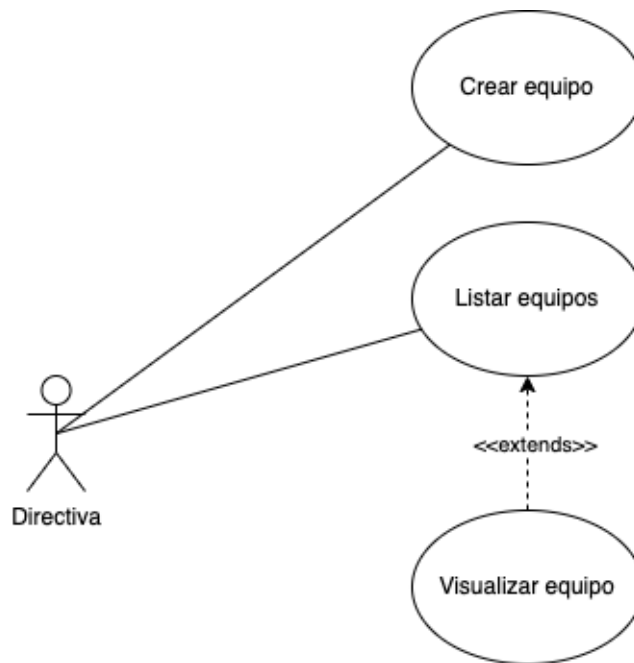 Crear equipo
Listar equipos
<<extends>>
Directiva
Visualizar equipo